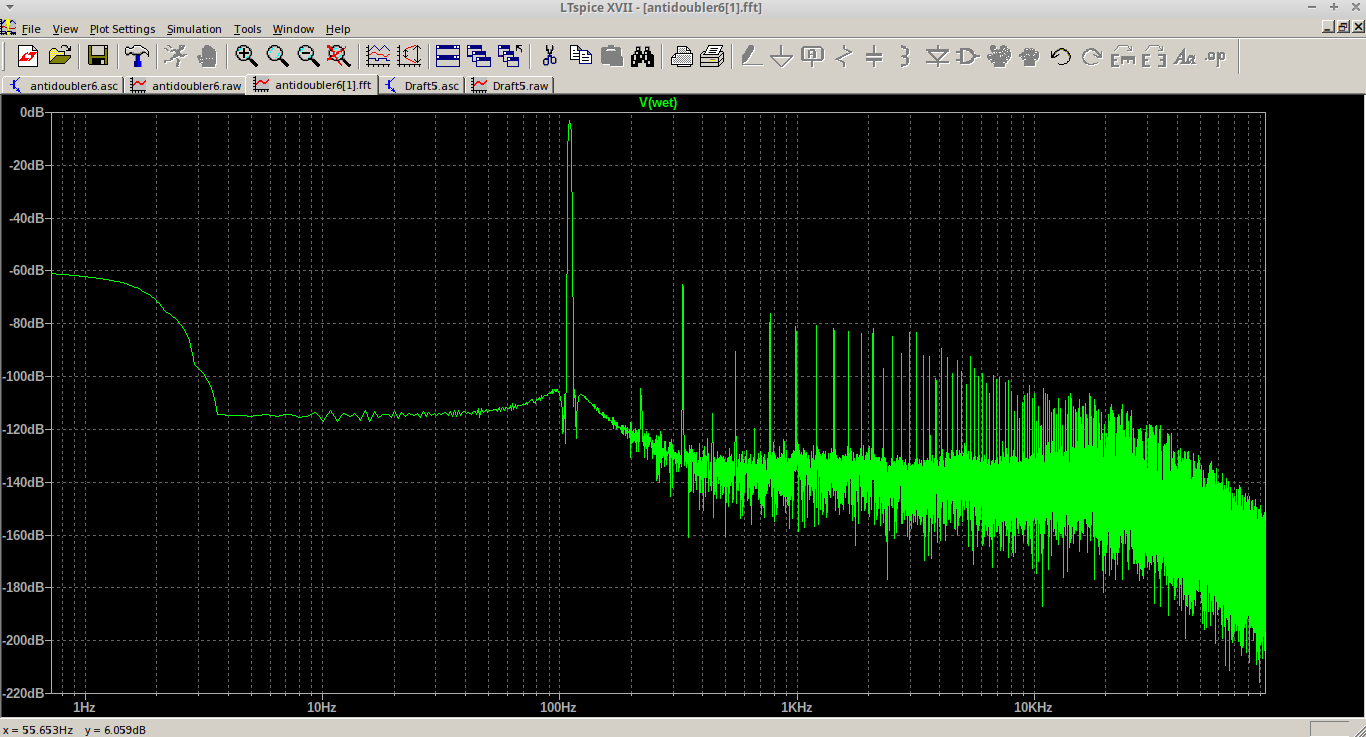 LTspice XVII - [antidoubler6[1].fft]
File View Plot Settings Simulation Tools Window Help
Aa .op
antidoubler6.asc antidoubler6.raw antidoubler6[1].fft Draft5.asc Draft5.raw
V(wet)
0dB
-20dB
-40dB
-60dB
-80dB
-100dB
-120dB
-140dB
-160dB
-180dB
-200dB
-220dB
1Hz 10Hz 100Hz 1KHz 10KHz
x = 55.653Hz y = 6.059dB